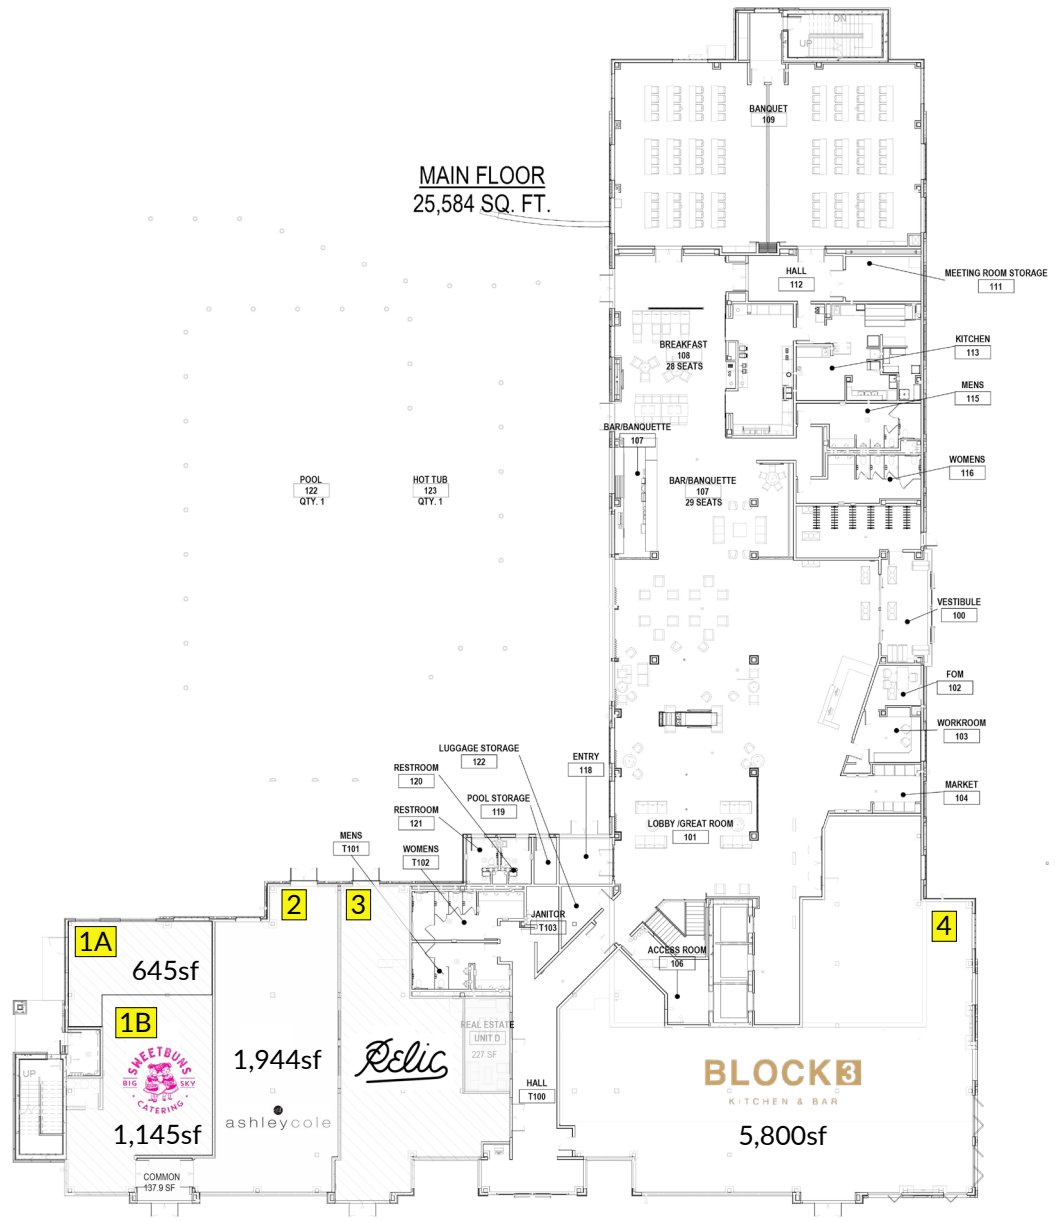 DN
UP
BANQUET
109
MAIN FLOOR
25,584 SQ. FT.
HALL
112
MEETING ROOM STORAGE
111
BREAKFAST
108
28 SEATS
KITCHEN
113
MENS
115
BAR/BANQUETTE
107
WOMENS
116
POOL
122
QTY. 1
HOT TUB
123
QTY. 1
BAR/BANQUETTE
107
29 SEATS
VESTIBULE
100
FOM
102
WORKROOM
103
LUGGAGE STORAGE
122
ENTRY
118
RESTROOM
120
MARKET
104
POOL STORAGE
119
RESTROOM
121
LOBBY /GREAT ROOM
101
MENS
T101
WOMENS
T102
2
3
JANITOR
T103
4
1A
645sf
ACCESS ROOM
106
1B
REAL ESTATE
UNIT D
227 SF
SWEETBUNS
BIG SKY
CATERING
1,944sf
Relic
UP
BLOCK 3
KITCHEN & BAR
HALL
T100
ashleycole
1,145sf
5,800sf
COMMON
137.9 SF